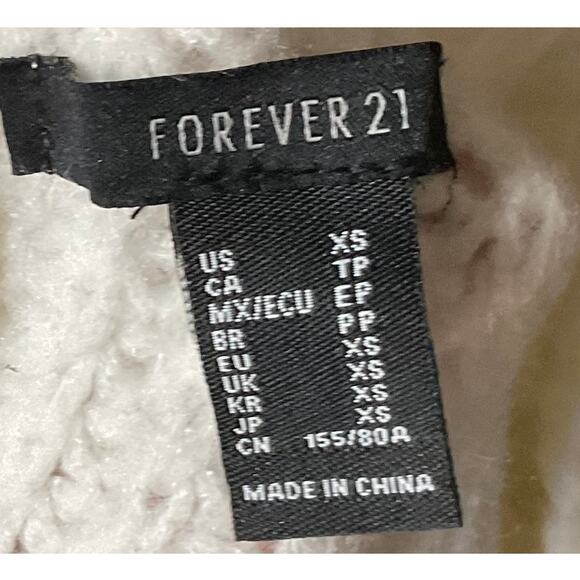 FOREVER 21
US XS
CA TP
MX/ECU EP
BR PP
EU XS
UK XS
KR XS
JP XS
CN 155/80A
MADE IN CHINA